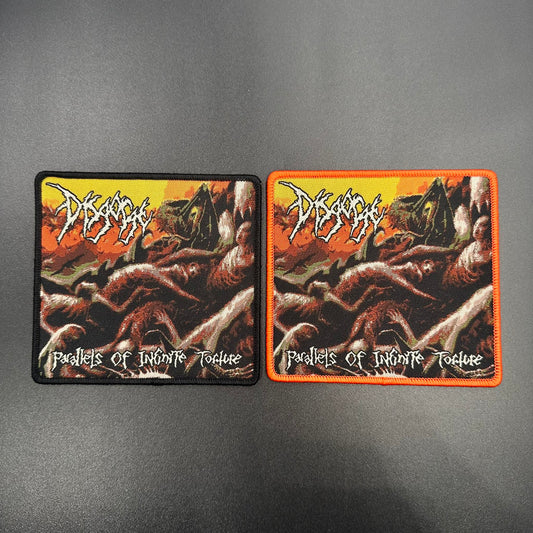 Disgorge
Parallels Of Infinite Torture
Disgorge
Parallels Of Infinite Torture